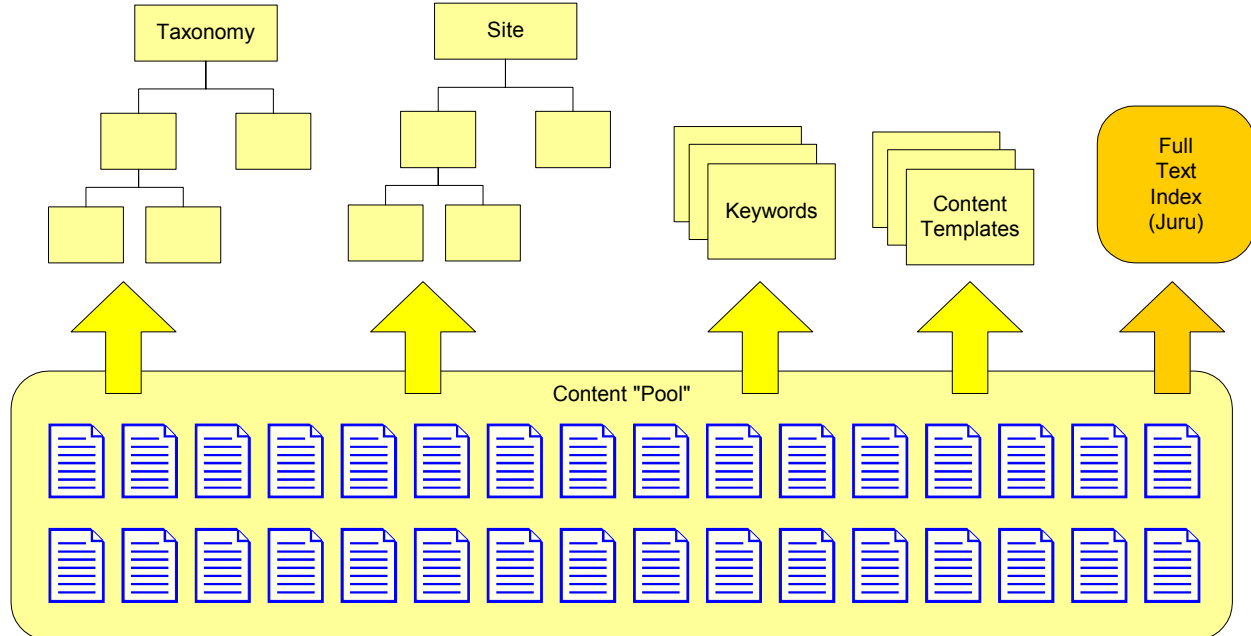 Taxonomy
Site
Keywords
Content
Templates
Full
Text
Index
(Juru)
Content "Pool"